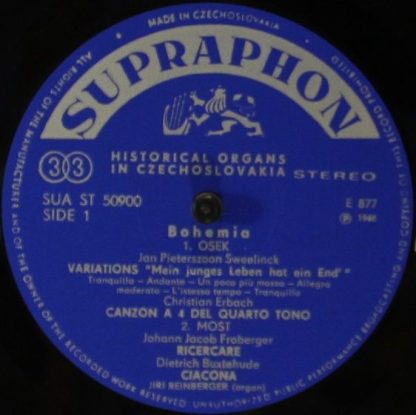 MADE IN CZECHOSLOVAKIA
SUPRAPHON
33
HISTORICAL ORGANS
IN CZECHOSLOVAKIA STEREO
SUA ST 50900
SIDE 1
E 877
Ⓟ 1968
Bohemia
1. OSEK
Jan Pieterszoon Sweelinck
VARIATIONS "Mein junges Leben hat ein End'"
Tranquillo - Andante - Un poco più mosso - Allegro
moderato - L'istesso tempo - Tranquillo
Christian Erbach
CANZON A 4 DEL QUARTO TONO
2. MOST
Johann Jacob Froberger
RICERCARE
Dietrich Buxtehude
CIACONA
JIŘÍ REINBERGER (organ)
ALL RIGHTS OF THE MANUFACTURER AND OF THE OWNER OF THE RECORDED WORK RESERVED. UNAUTHORIZED PUBLIC PERFORMANCE BROADCASTING AND COPYING OF THIS RECORD PROHIBITED